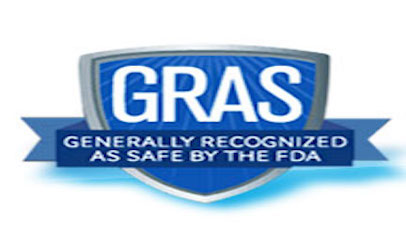 GRAS
GENERALLY RECOGNIZED
AS SAFE BY THE FDA